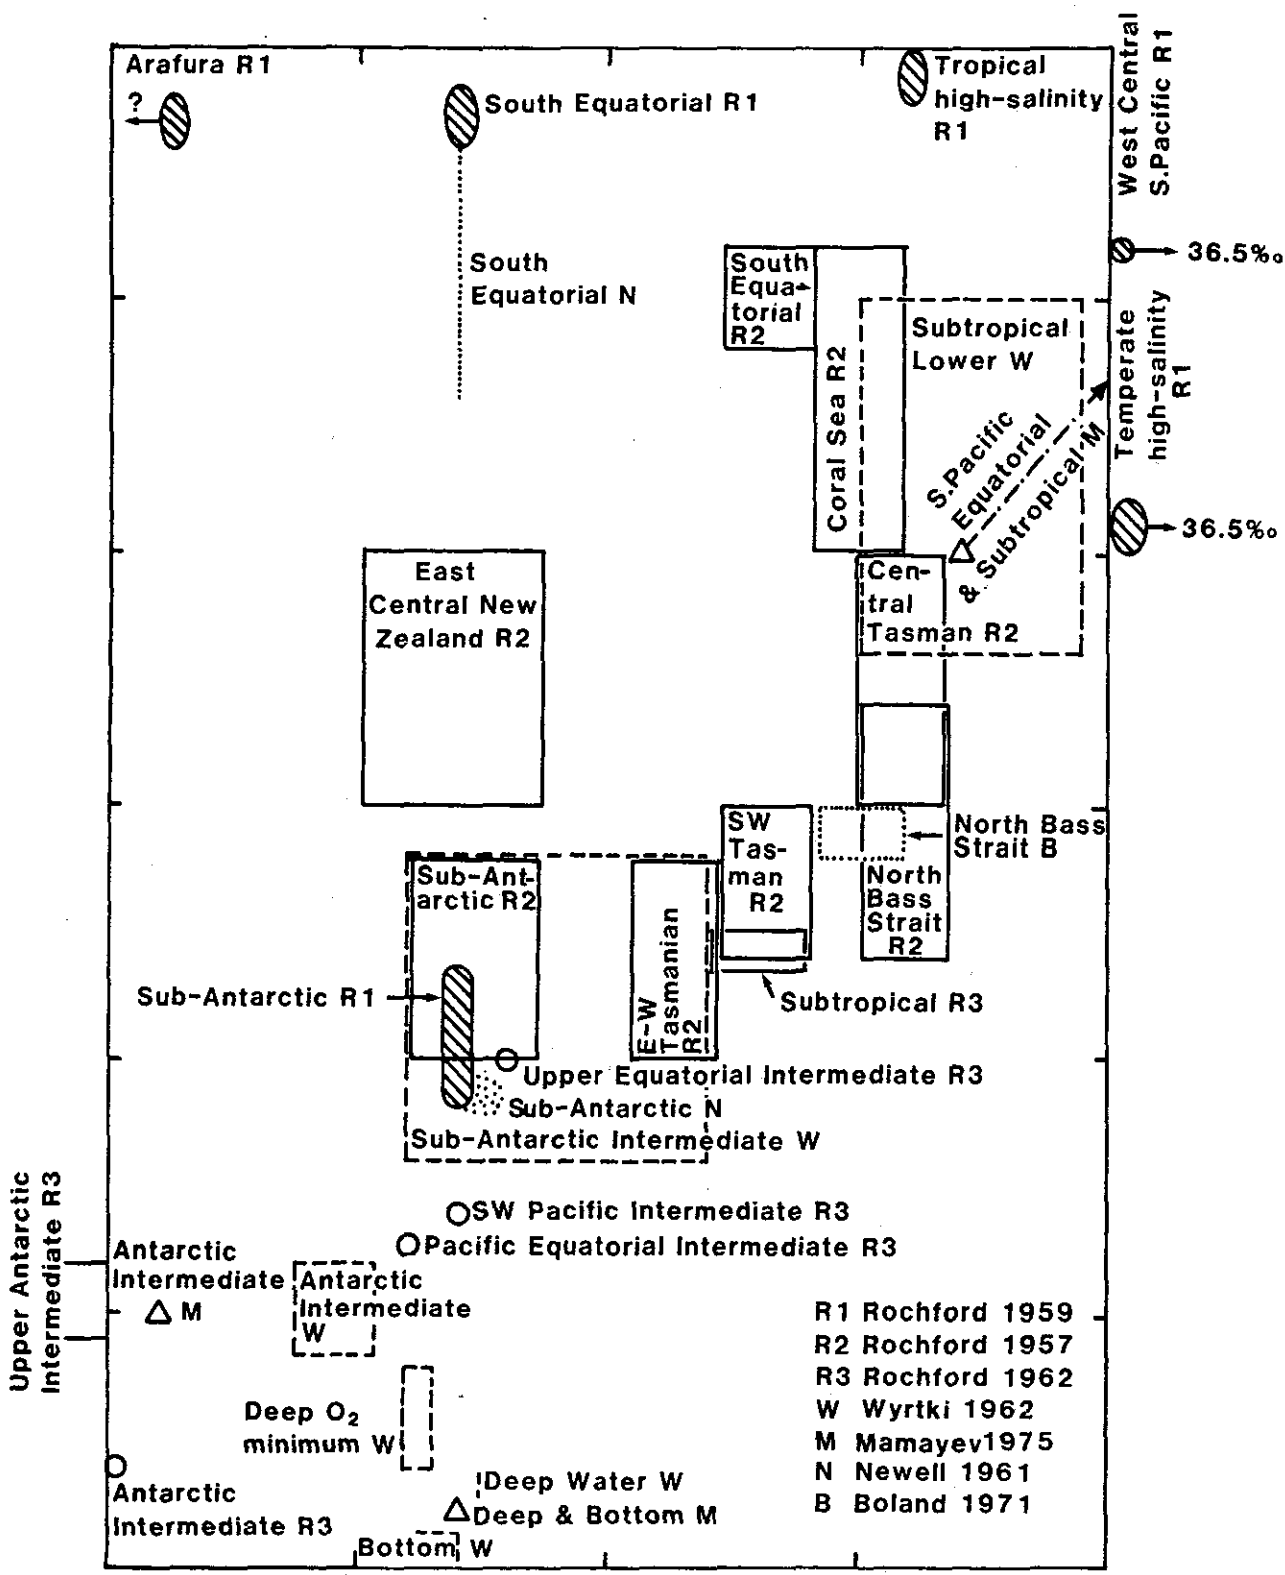 Arafura R1
?
South Equatorial R1
Tropical
high-salinity
R1
West Central
S.Pacific R1
South
Equatorial N
South
Equa-
torial
R2
Coral Sea R2
Subtropical
Lower W
36.5‰
Temperate
high-salinity
R1
S.Pacific
Equatorial
& Subtropical M
36.5‰
East
Central New
Zealand R2
Cen-
tral
Tasman R2
SW
Tas-
man
R2
North Bass
Strait B
Sub-Ant-
arctic R2
E-W
Tasmanian
R2
North
Bass
Strait
R2
Sub-Antarctic R1
Subtropical R3
Upper Equatorial Intermediate R3
Sub-Antarctic N
Sub-Antarctic Intermediate W
Upper Antarctic
Intermediate R3
SW Pacific Intermediate R3
Pacific Equatorial Intermediate R3
Antarctic
Intermediate
M
Antarctic
Intermediate
W
Deep O₂
minimum W
Antarctic
Intermediate R3
Deep Water W
Deep & Bottom M
Bottom W
R1 Rochford 1959
R2 Rochford 1957
R3 Rochford 1962
W Wyrtki 1962
M Mamayev 1975
N Newell 1961
B Boland 1971